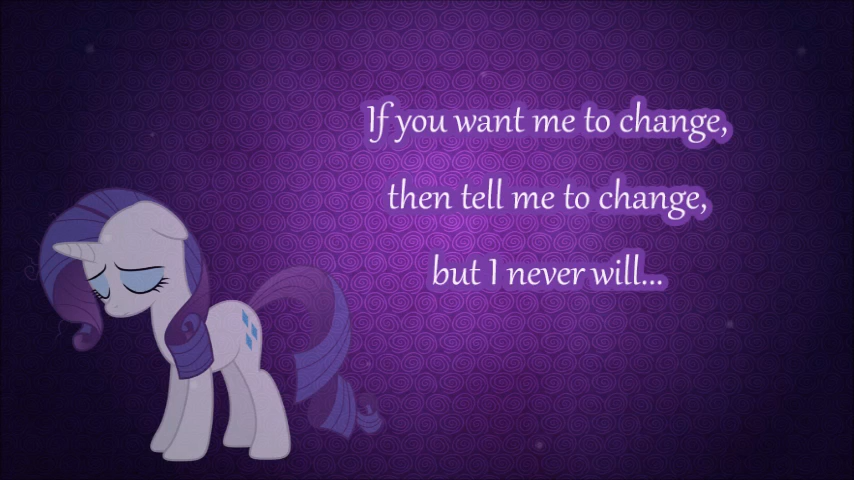 If you want me to change,
then tell me to change,
but I never will...